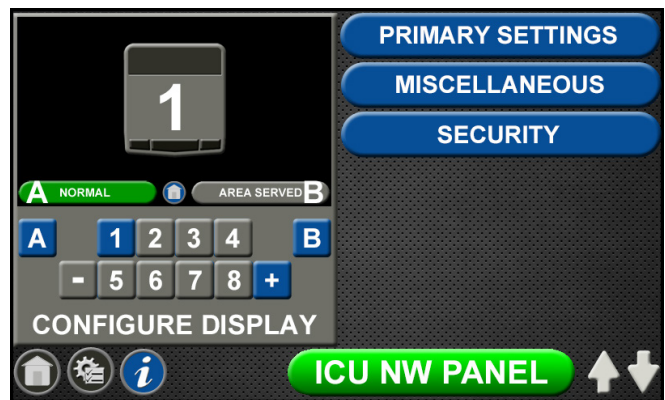 1
A NORMAL
AREA SERVED B
A 1 2 3 4 B
- 5 6 7 8 +
CONFIGURE DISPLAY
PRIMARY SETTINGS
MISCELLANEOUS
SECURITY
i
ICU NW PANEL